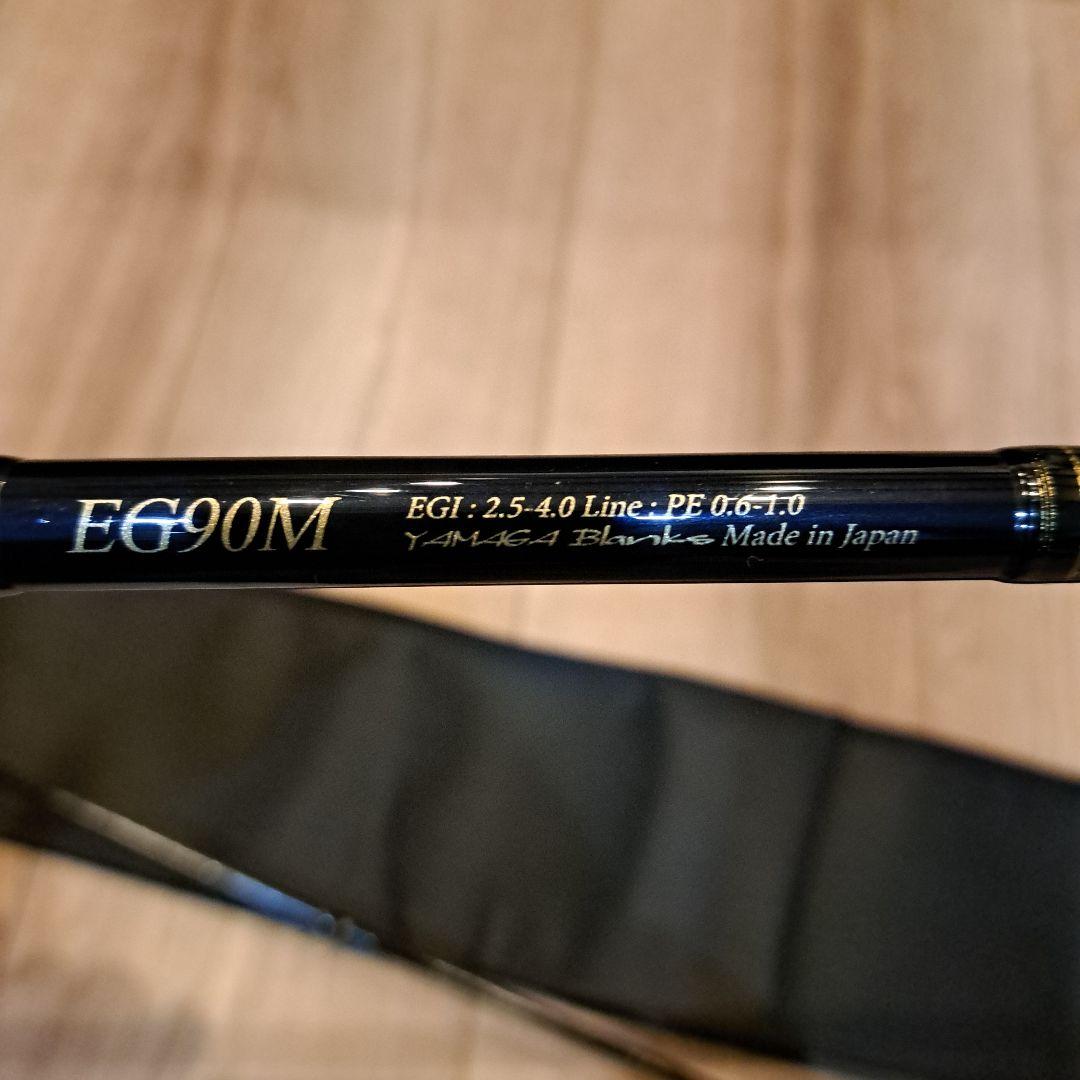 EG90M
EGI : 2.5-4.0 Line : PE 0.6-1.0
YAMAGA Blanks Made in Japan